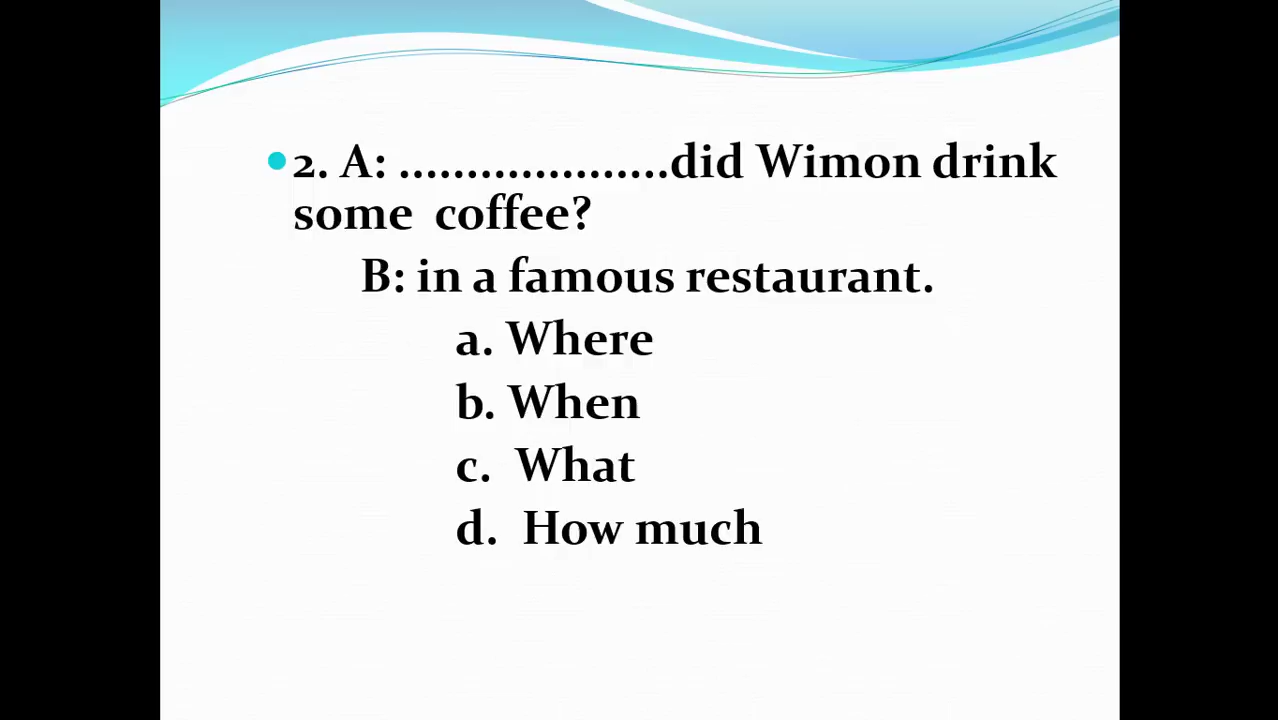 2. A: ....................did Wimon drink
some coffee?
B: in a famous restaurant.
a. Where
b. When
c. What
d. How much